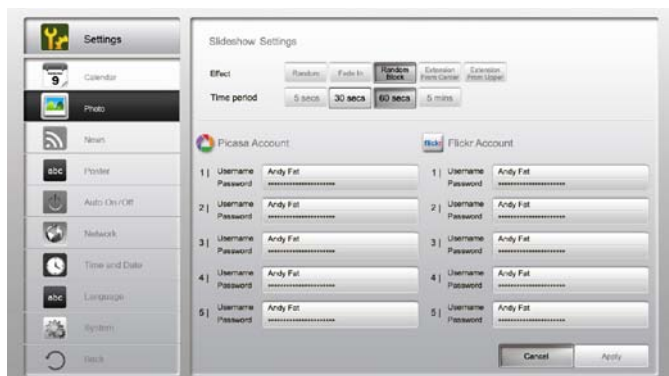 Settings
9
Calendar
Photo
News
abc
Poster
Auto On/Off
Network
Time and Date
abc
Language
System
Back
Slideshow Settings
Effect
Random Fade In Random Block Extension From Center Extension From Upper
Time period
5 secs 30 secs 60 secs 5 mins
Picasa Account
1 | Username Andy Fat
Password ••••••••••••••••••••••
2 | Username Andy Fat
Password ••••••••••••••••••••••
3 | Username Andy Fat
Password ••••••••••••••••••••••
4 | Username Andy Fat
Password ••••••••••••••••••••••
5 | Username Andy Fat
Password ••••••••••••••••••••••
flickr Flickr Account
1 | Username Andy Fat
Password ••••••••••••••••••••••
2 | Username Andy Fat
Password ••••••••••••••••••••••
3 | Username Andy Fat
Password ••••••••••••••••••••••
4 | Username Andy Fat
Password ••••••••••••••••••••••
5 | Username Andy Fat
Password ••••••••••••••••••••••
Cancel Apply